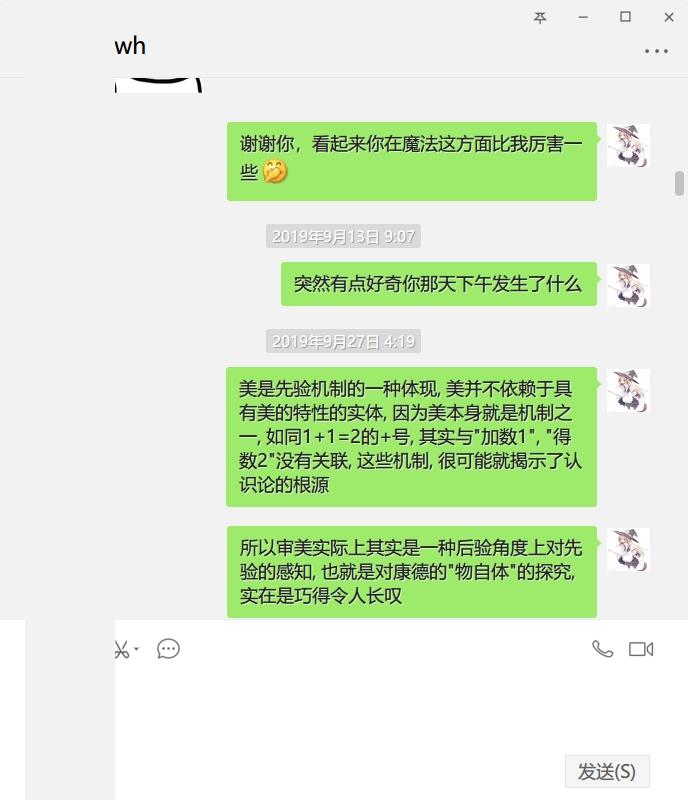 wh
谢谢你，看起来你在魔法这方面比我厉害一
些
2019年9月13日 9:07
突然有点好奇你那天下午发生了什么
2019年9月27日 4:19
美是先验机制的一种体现, 美并不依赖于具
有美的特性的实体, 因为美本身就是机制之
一, 如同1+1=2的+号, 其实与"加数1", "得
数2"没有关联, 这些机制, 很可能就揭示了认
识论的根源
所以审美实际上其实是一种后验角度上对先
验的感知, 也就是对康德的"物自体"的探究,
实在是巧得令人长叹
发送(S)